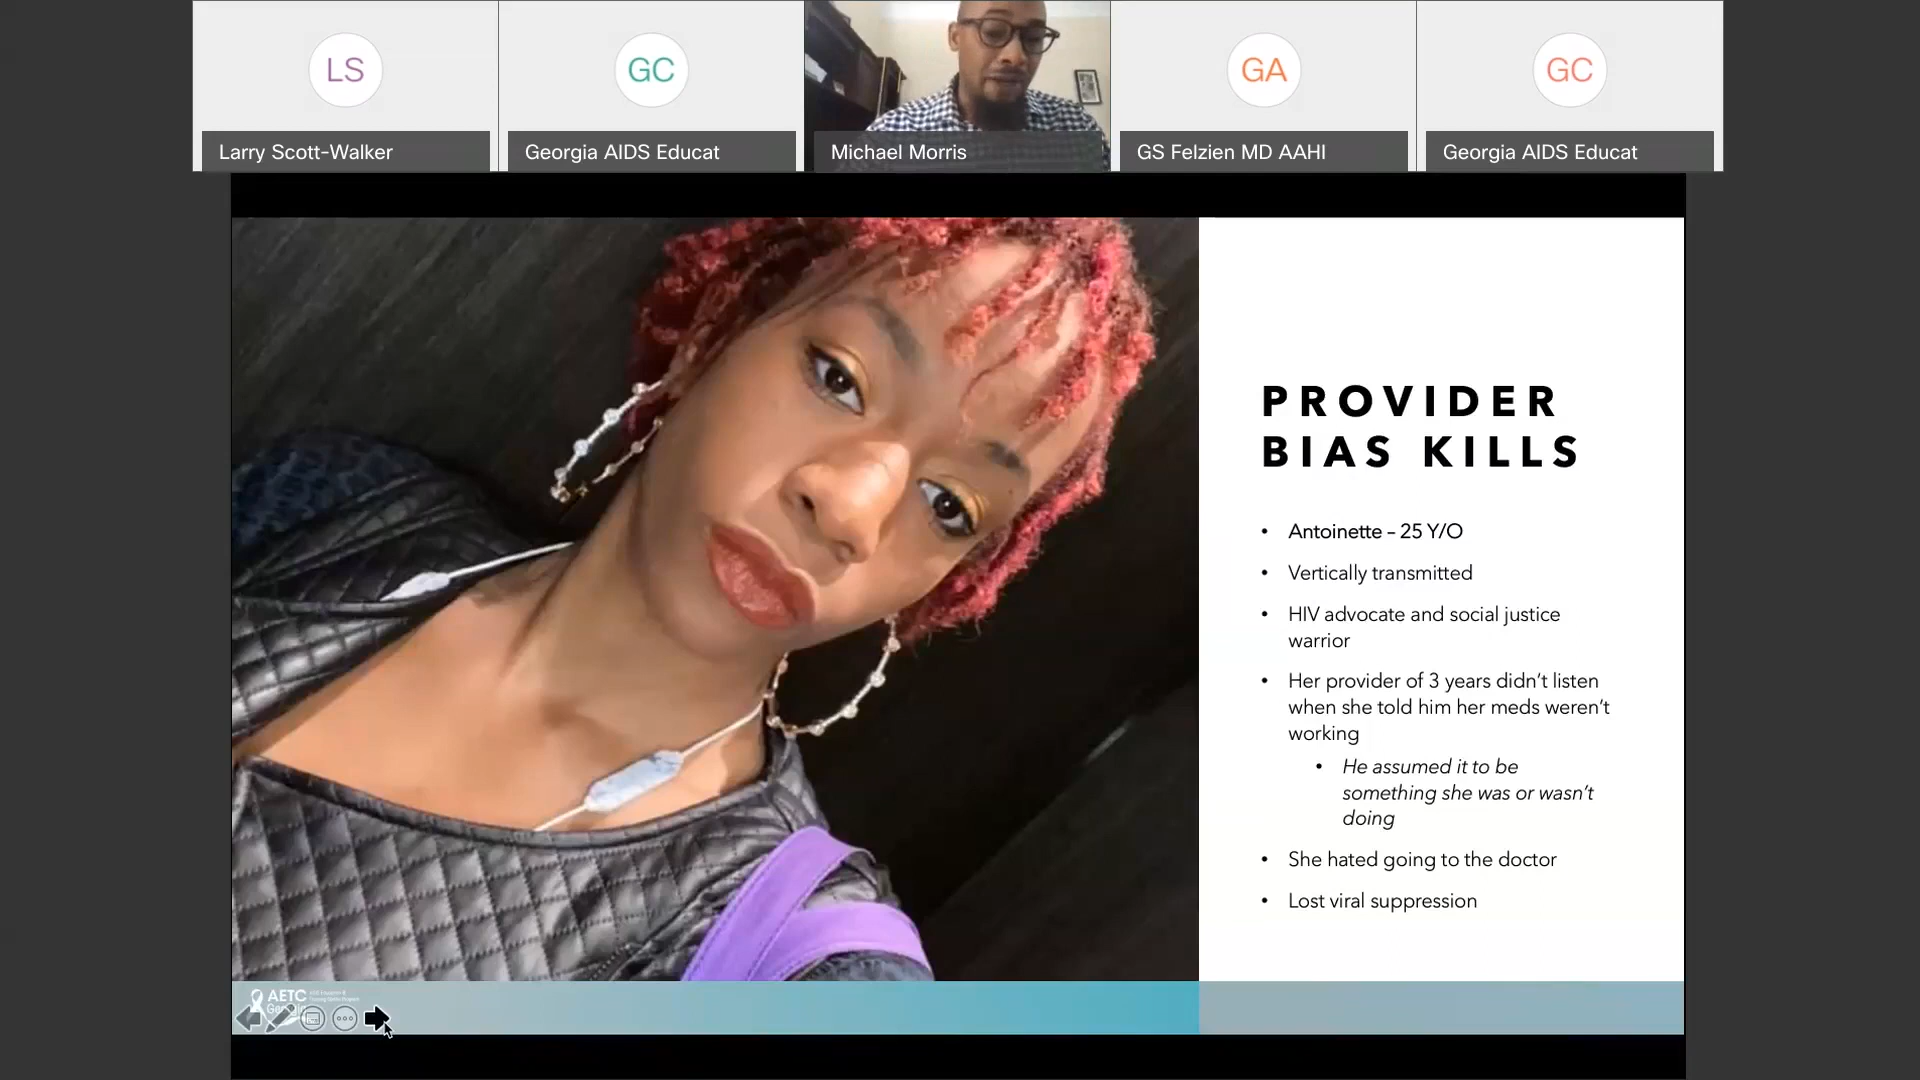 LS
GC
GA
GC
Larry Scott-Walker
Georgia AIDS Educat
Michael Morris
GS Felzien MD AAHI
Georgia AIDS Educat
PROVIDER
BIAS KILLS
• Antoinette – 25 Y/O
• Vertically transmitted
• HIV advocate and social justice
warrior
• Her provider of 3 years didn't listen
when she told him her meds weren't
working
• He assumed it to be
something she was or wasn't
doing
• She hated going to the doctor
• Lost viral suppression
AETC